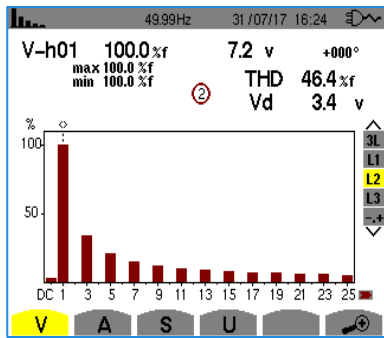 49.99Hz 31/07/17 16:24
V-h01 100.0 %f 7.2 v +000°
max 100.0 %f
min 100.0 %f
THD 46.4 %f
2
Vd 3.4 v
%
100
50
3L
L1
L2
L3
-.+
DC 1 3 5 7 9 11 13 15 17 19 21 23 25
V A S U